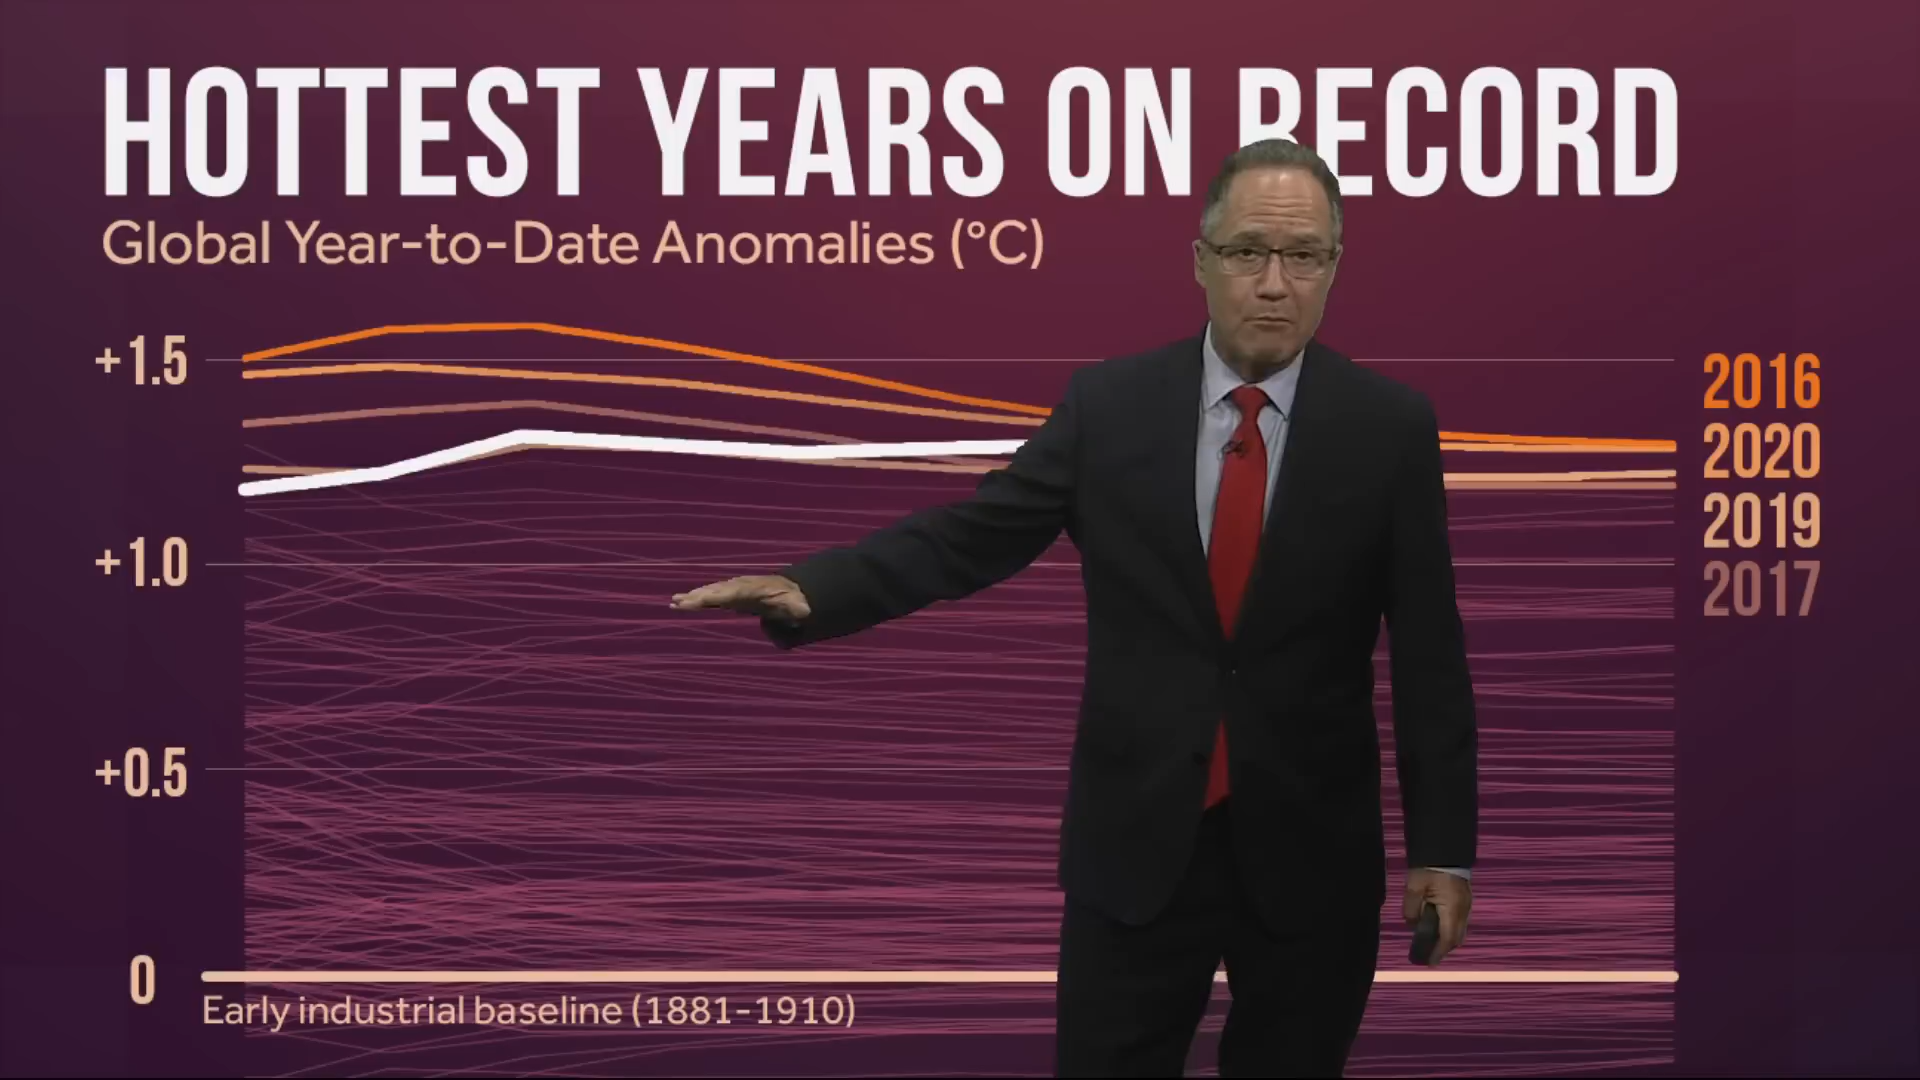 HOTTEST YEARS ON RECORD
Global Year-to-Date Anomalies (°C)
+1.5
+1.0
+0.5
0
2016
2020
2019
2017
Early industrial baseline (1881-1910)